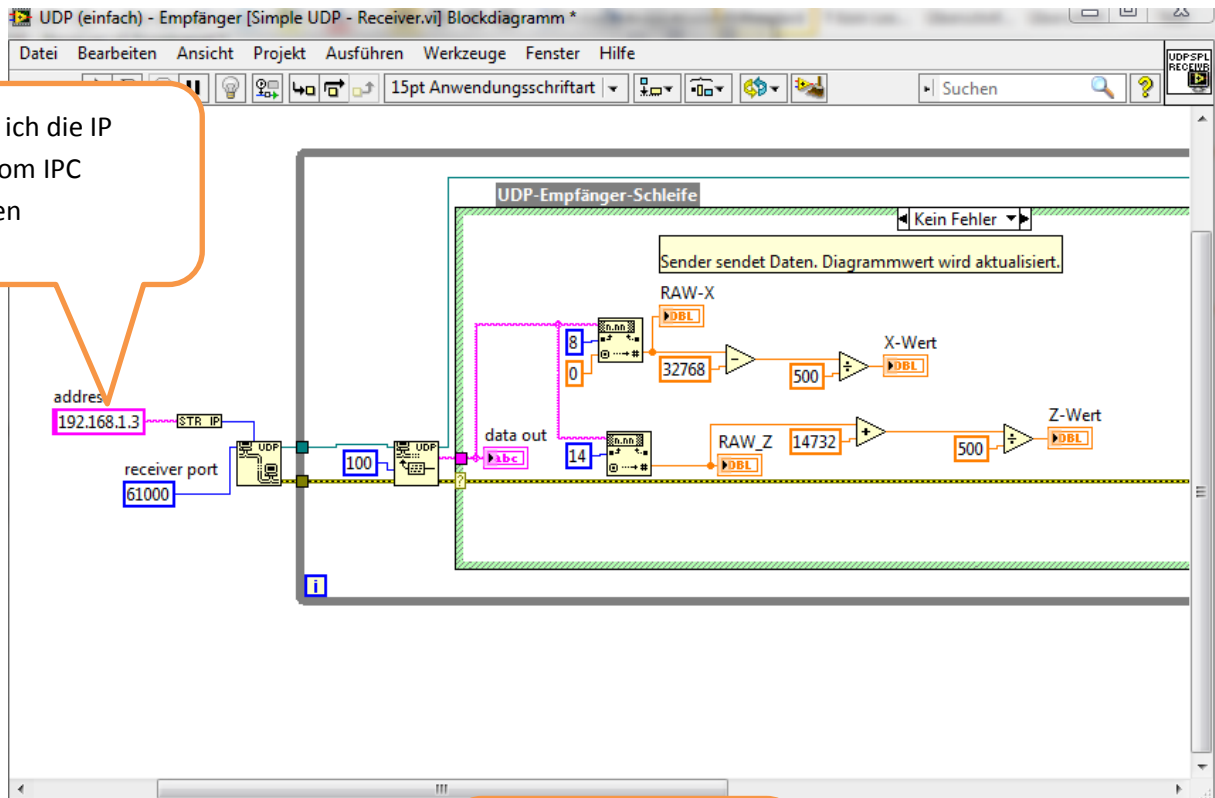 UDP (einfach) - Empfänger [Simple UDP - Receiver.vi] Blockdiagramm *
Datei Bearbeiten Ansicht Projekt Ausführen Werkzeuge Fenster Hilfe
UDPSPL
RECEIVR
15pt Anwendungsschriftart
Suchen
ich die IP
om IPC
en
UDP-Empfänger-Schleife
Kein Fehler
Sender sendet Daten. Diagrammwert wird aktualisiert.
RAW-X
DBL
n.nn
8
0
32768
500
X-Wert
DBL
addres
192.168.1.3
STR IP
UDP
receiver port
61000
100
UDP
data out
abc
n.nn
14
RAW_Z
DBL
14732
500
Z-Wert
DBL
?
i